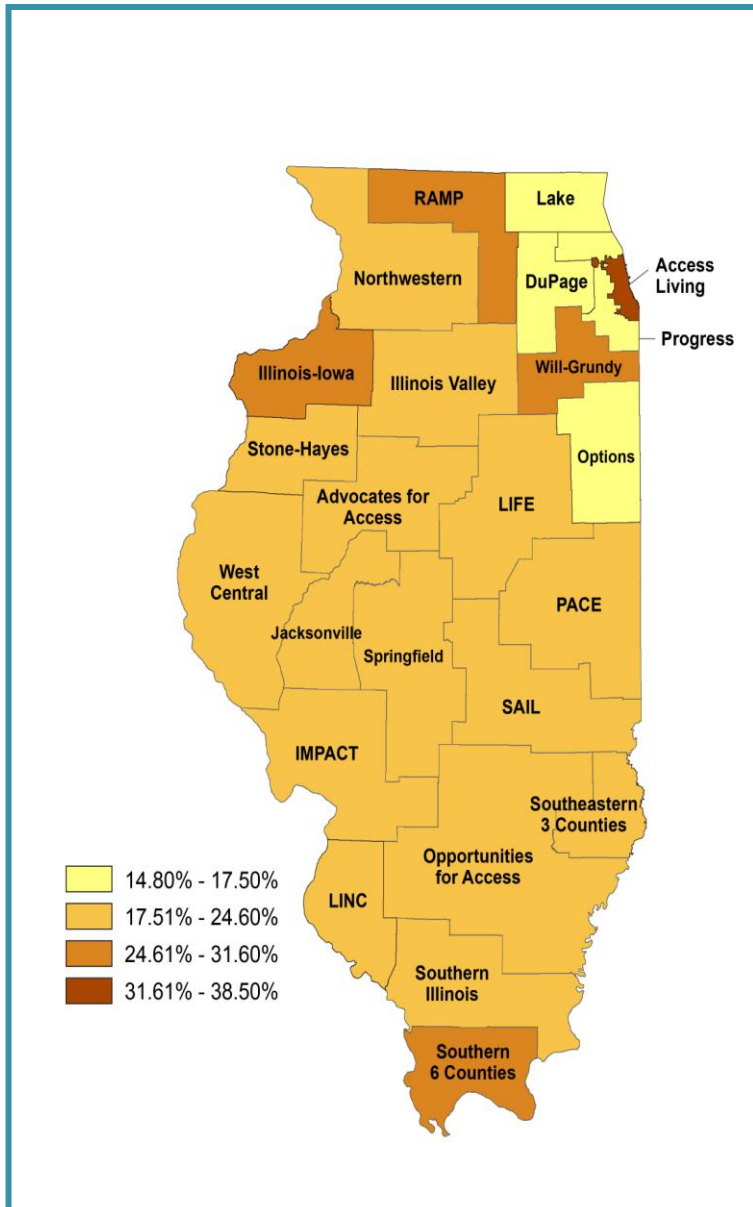 RAMP
Lake
Northwestern
DuPage
Access
Living
Progress
Illinois-Iowa
Illinois Valley
Will-Grundy
Stone-Hayes
Options
Advocates for
Access
LIFE
West
Central
PACE
Jacksonville
Springfield
SAIL
IMPACT
Southeastern
3 Counties
Opportunities
for Access
LINC
Southern
Illinois
Southern
6 Counties
14.80% - 17.50%
17.51% - 24.60%
24.61% - 31.60%
31.61% - 38.50%